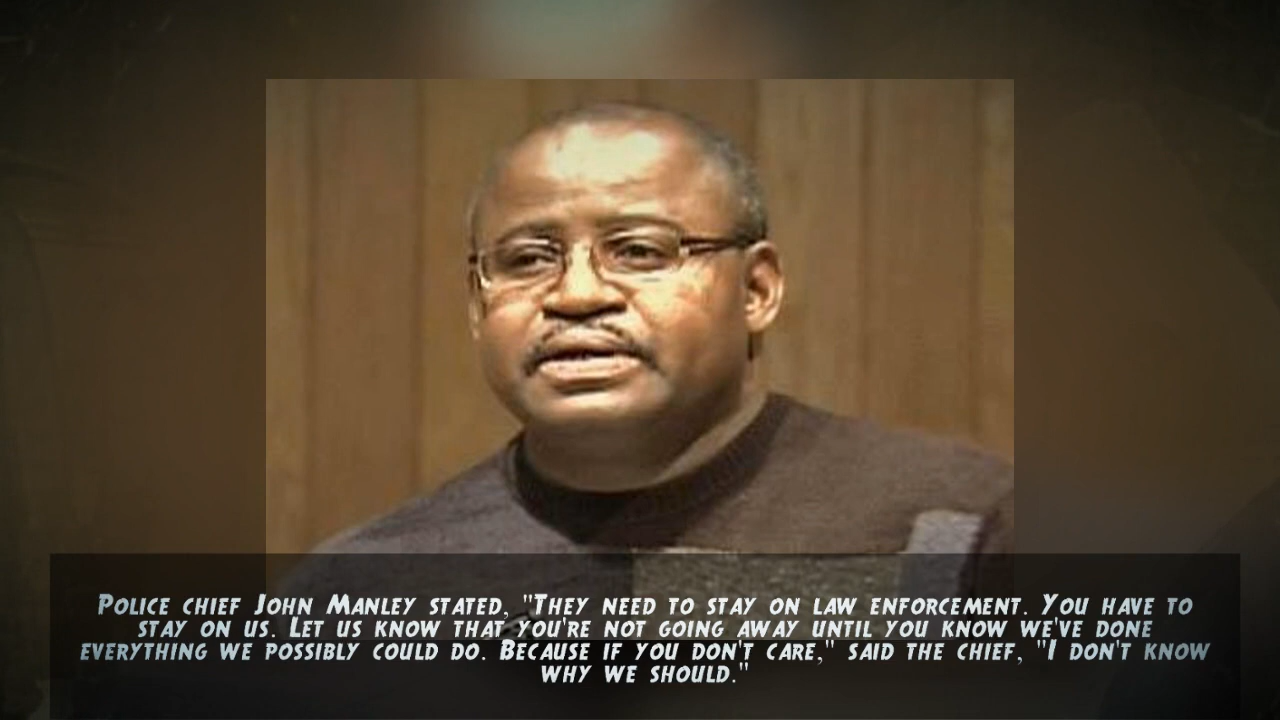 Police chief John Manley stated, "They need to stay on law enforcement. You have to
stay on us. Let us know that you're not going away until you know we've done
everything we possibly could do. Because if you don't care," said the chief, "I don't know
why we should."